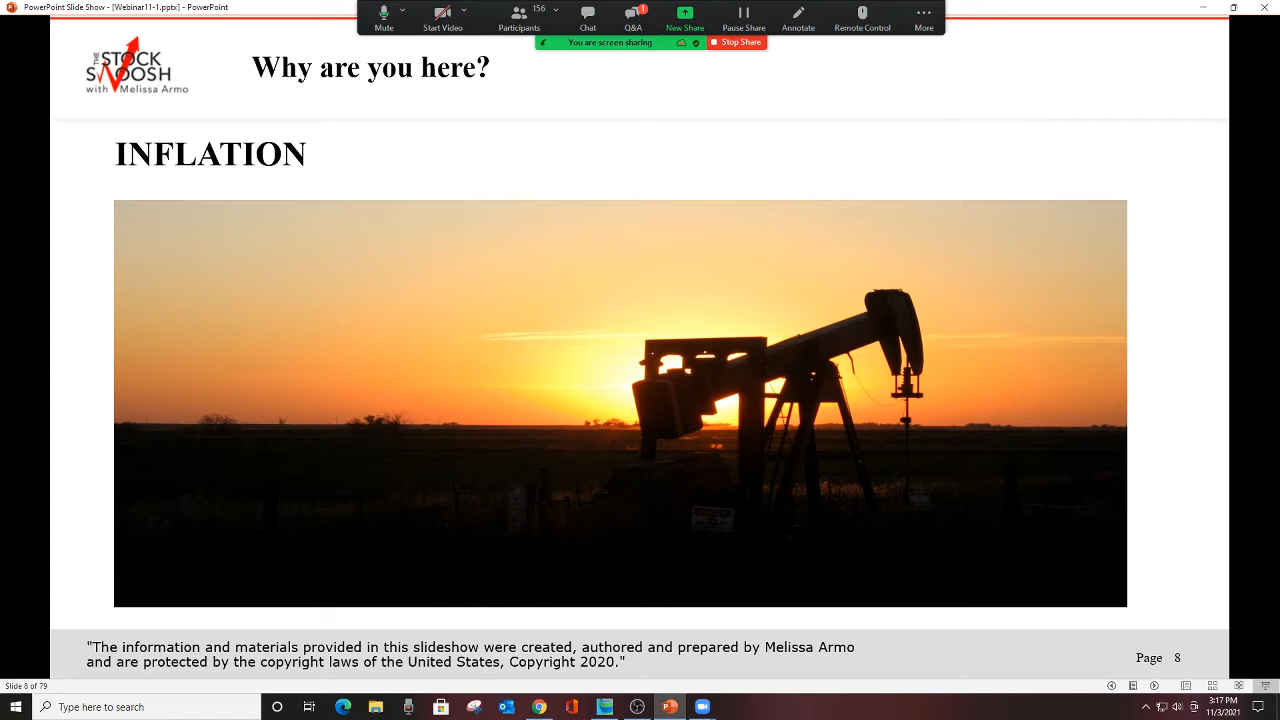 PowerPoint Slide Show - [Webinar11-1.pptx] - PowerPoint
Mute
Start Video
156
Participants
Chat
1
Q&A
New Share
Pause Share
Annotate
Remote Control
More
You are screen sharing
Stop Share
THE STOCK
SWOOSH
with Melissa Armo
Why are you here?
INFLATION
"The information and materials provided in this slideshow were created, authored and prepared by Melissa Armo
and are protected by the copyright laws of the United States, Copyright 2020."
Page 8
Slide 8 of 79
Type here to search
3:17 PM
11/3/2021